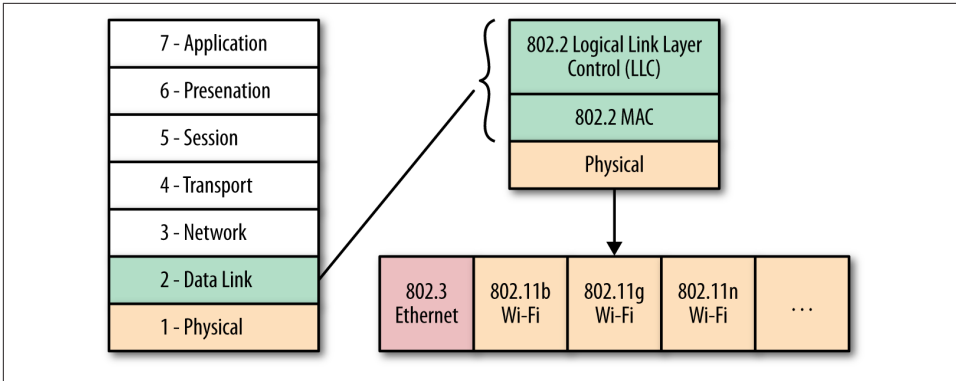 7 - Application
6 - Presenation
5 - Session
4 - Transport
3 - Network
2 - Data Link
1 - Physical
802.2 Logical Link Layer
Control (LLC)
802.2 MAC
Physical
802.3
Ethernet
802.11b
Wi-Fi
802.11g
Wi-Fi
802.11n
Wi-Fi
...